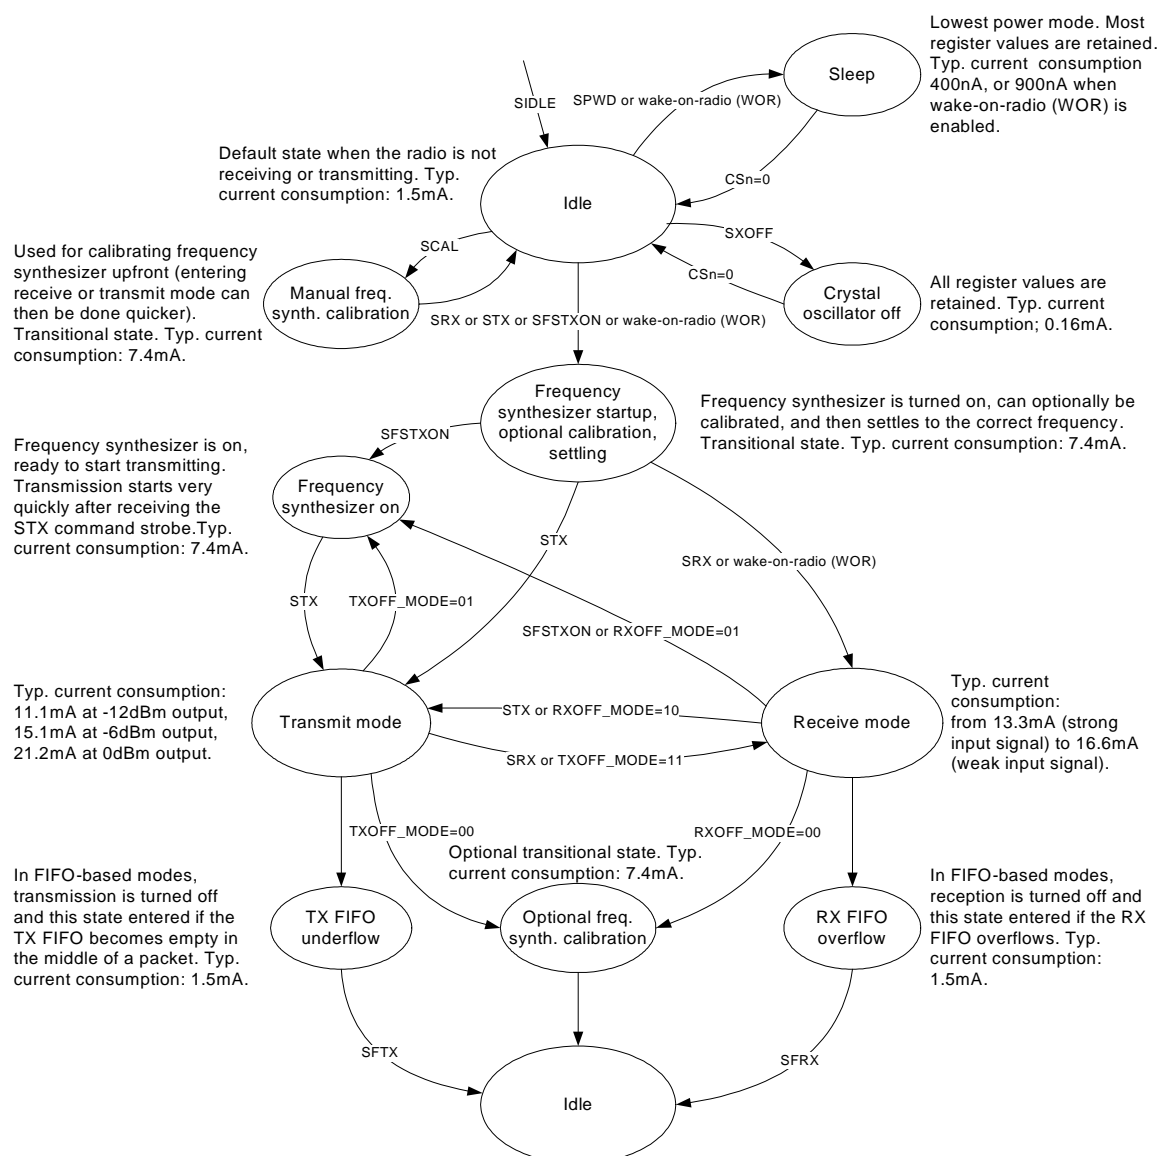 Lowest power mode. Most
register values are retained.
Typ. current consumption
400nA, or 900nA when
wake-on-radio (WOR) is
enabled.
Sleep
SIDLE
SPWD or wake-on-radio (WOR)
CSn=0
Default state when the radio is not
receiving or transmitting. Typ.
current consumption: 1.5mA.
Idle
SXOFF
CSn=0
SCAL
Used for calibrating frequency
synthesizer upfront (entering
receive or transmit mode can
then be done quicker).
Transitional state. Typ. current
consumption: 7.4mA.
Manual freq.
synth. calibration
SRX or STX or SFSTXON or wake-on-radio (WOR)
Crystal
oscillator off
All register values are
retained. Typ. current
consumption; 0.16mA.
Frequency
synthesizer startup,
optional calibration,
settling
Frequency synthesizer is turned on, can optionally be
calibrated, and then settles to the correct frequency.
Transitional state. Typ. current consumption: 7.4mA.
SFSTXON
Frequency synthesizer is on,
ready to start transmitting.
Transmission starts very
quickly after receiving the
STX command strobe.Typ.
current consumption: 7.4mA.
Frequency
synthesizer on
STX
SRX or wake-on-radio (WOR)
STX
TXOFF_MODE=01
SFSTXON or RXOFF_MODE=01
Typ. current consumption:
11.1mA at -12dBm output,
15.1mA at -6dBm output,
21.2mA at 0dBm output.
Transmit mode
STX or RXOFF_MODE=10
SRX or TXOFF_MODE=11
Receive mode
Typ. current
consumption:
from 13.3mA (strong
input signal) to 16.6mA
(weak input signal).
TXOFF_MODE=00
RXOFF_MODE=00
Optional transitional state. Typ.
current consumption: 7.4mA.
In FIFO-based modes,
transmission is turned off
and this state entered if the
TX FIFO becomes empty in
the middle of a packet. Typ.
current consumption: 1.5mA.
TX FIFO
underflow
Optional freq.
synth. calibration
RX FIFO
overflow
In FIFO-based modes,
reception is turned off and
this state entered if the RX
FIFO overflows. Typ.
current consumption:
1.5mA.
SFTX
SFRX
Idle